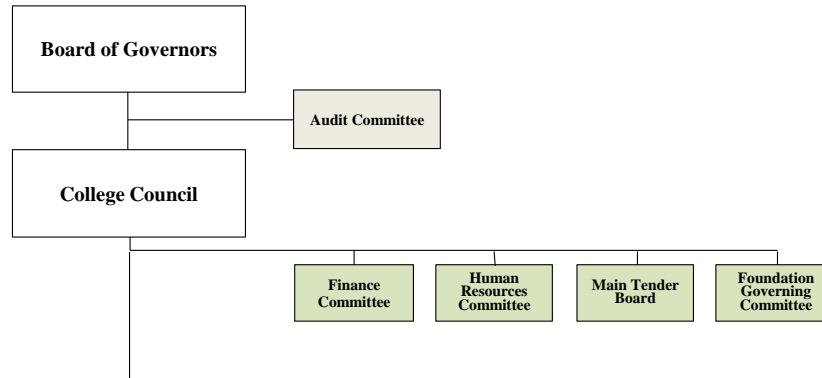 Board of Governors
Audit Committee
College Council
Finance
Committee
Human
Resources
Committee
Main Tender
Board
Foundation
Governing
Committee